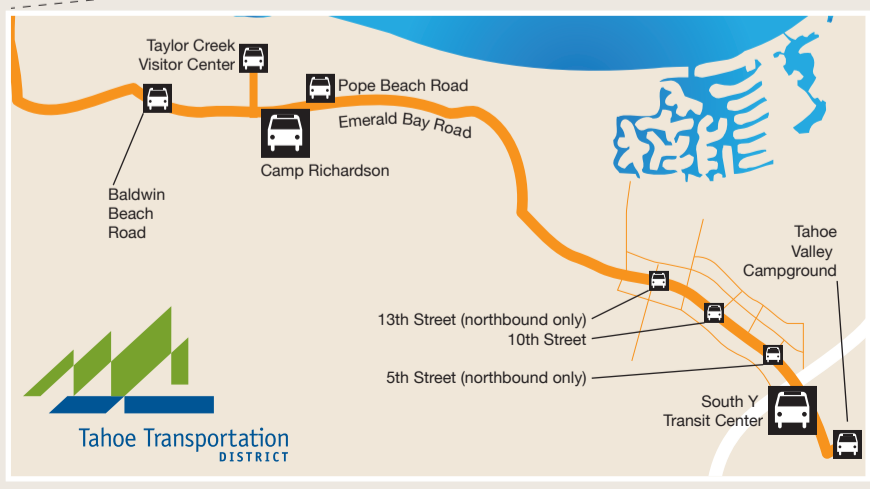 Taylor Creek
Visitor Center
Pope Beach Road
Emerald Bay Road
Camp Richardson
Baldwin
Beach
Road
Tahoe
Valley
Campground
13th Street (northbound only)
10th Street
5th Street (northbound only)
South Y
Transit Center
Tahoe Transportation
DISTRICT